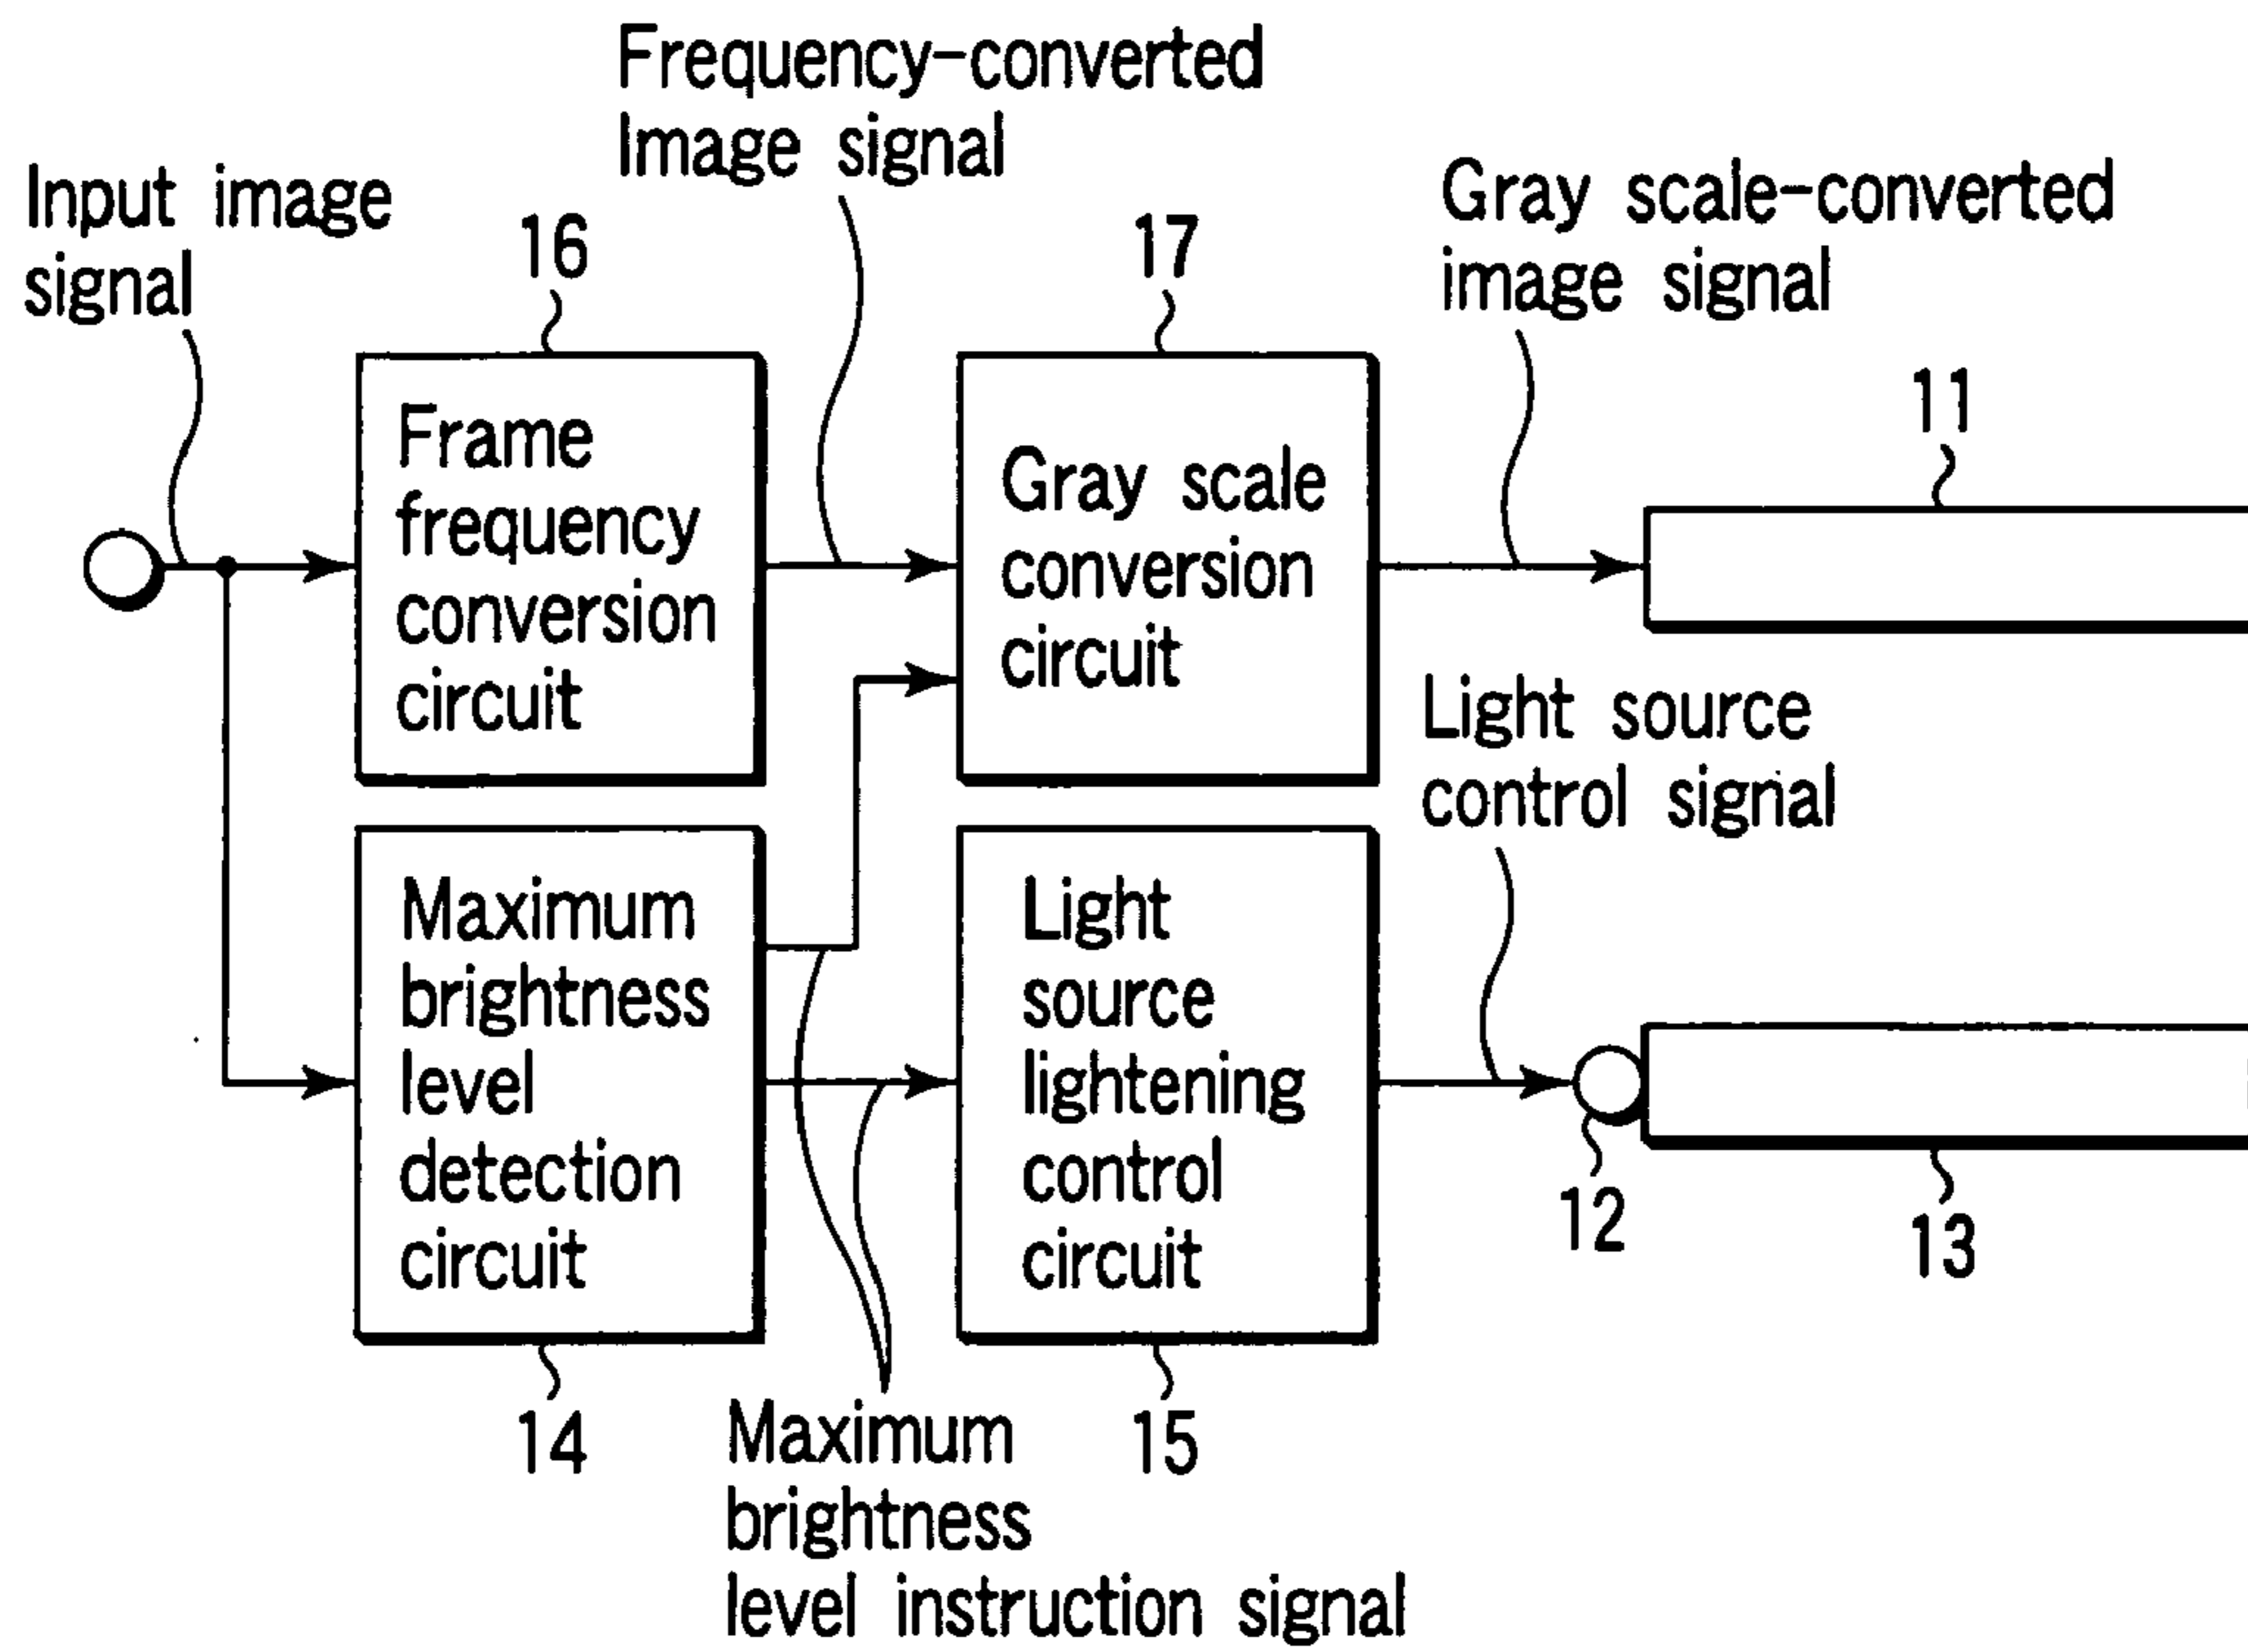 Frequency-converted
Image signal
Input image
signal
Gray scale-converted
image signal
16
17
11
Frame
frequency
conversion
circuit
Gray scale
conversion
circuit
Light source
control signal
Maximum
brightness
level
detection
circuit
Light
source
lightening
control
circuit
12
13
14
15
Maximum
brightness
level instruction signal